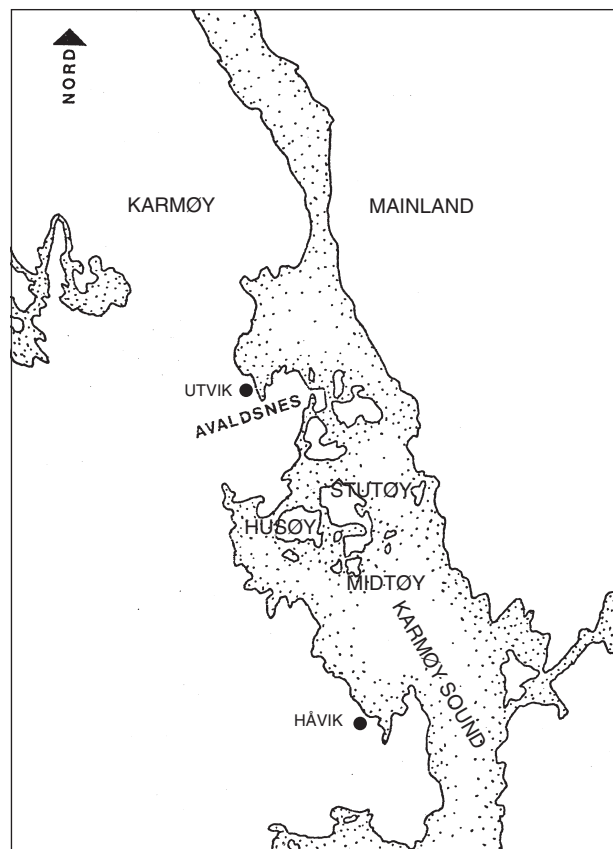 NORD
KARMØY
MAINLAND
UTVIK
AVALDSNES
STUTØY
HUSØY
MIDTØY
KARMØY SOUND
HÅVIK